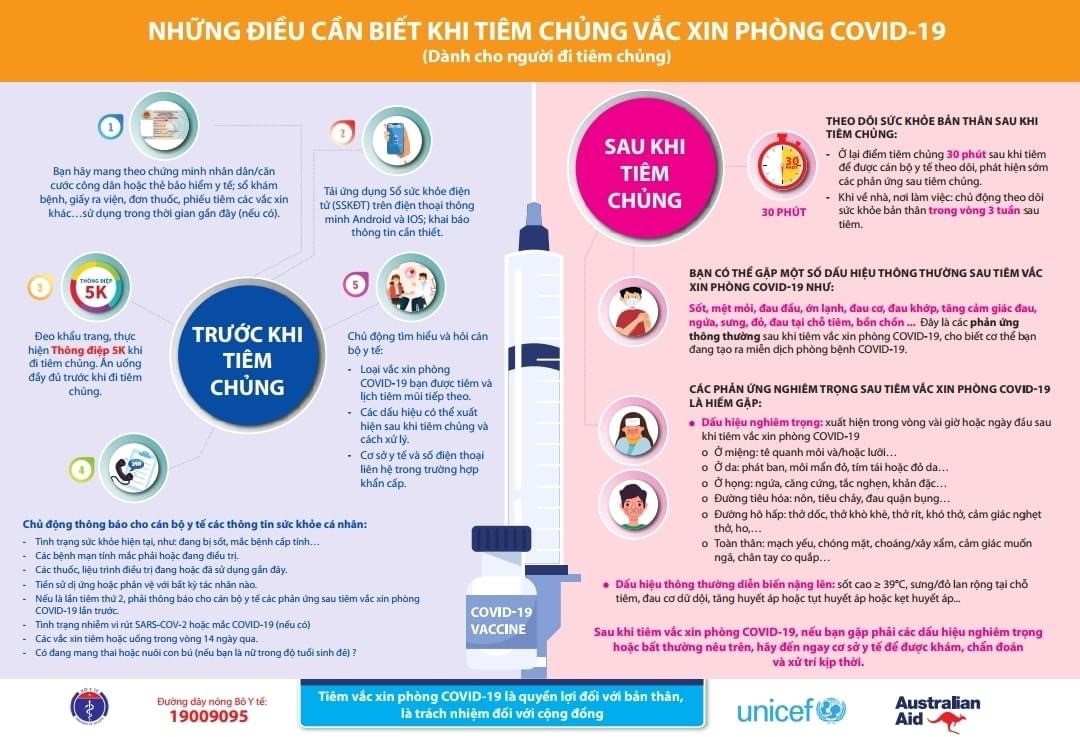 NHỮNG ĐIỀU CẦN BIẾT KHI TIÊM CHỦNG VẮC XIN PHÒNG COVID-19
(Dành cho người đi tiêm chủng)
1
Bạn hãy mang theo chứng minh nhân dân/căn
cước công dân hoặc thẻ bảo hiểm y tế; sổ khám
bệnh, giấy ra viện, đơn thuốc, phiếu tiêm các vắc xin
khác…sử dụng trong thời gian gần đây (nếu có).
2
Tải ứng dụng Sổ sức khỏe điện
tử (SSKĐT) trên điện thoại thông
minh Android và IOS; khai báo
thông tin cần thiết.
3
THÔNG ĐIỆP
5K
Đeo khẩu trang, thực
hiện Thông điệp 5K khi
đi tiêm chủng. Ăn uống
đầy đủ trước khi đi tiêm
chủng.
TRƯỚC KHI
TIÊM
CHỦNG
5
Chủ động tìm hiểu và hỏi cán
bộ y tế:
- Loại vắc xin phòng
COVID-19 bạn được tiêm và
lịch tiêm mũi tiếp theo.
- Các dấu hiệu có thể xuất
hiện sau khi tiêm chủng và
cách xử lý.
- Cơ sở y tế và số điện thoại
liên hệ trong trường hợp
khẩn cấp.
4
Chủ động thông báo cho cán bộ y tế các thông tin sức khỏe cá nhân:
- Tình trạng sức khỏe hiện tại, như: đang bị sốt, mắc bệnh cấp tính…
- Các bệnh mạn tính mắc phải hoặc đang điều trị.
- Các thuốc, liệu trình điều trị đang hoặc đã sử dụng gần đây.
- Tiền sử dị ứng hoặc phản vệ với bất kỳ tác nhân nào.
- Nếu là lần tiêm thứ 2, phải thông báo cho cán bộ y tế các phản ứng sau tiêm vắc xin phòng
COVID-19 lần trước.
- Tình trạng nhiễm vi rút SARS-COV-2 hoặc mắc COVID-19 (nếu có)
- Các vắc xin tiêm hoặc uống trong vòng 14 ngày qua.
- Có đang mang thai hoặc nuôi con bú (nếu bạn là nữ trong độ tuổi sinh đẻ) ?
COVID-19
VACCINE
SAU KHI
TIÊM
CHỦNG
30
PHÚT
30 PHÚT
THEO DÕI SỨC KHỎE BẢN THÂN SAU KHI
TIÊM CHỦNG:
- Ở lại điểm tiêm chủng 30 phút sau khi tiêm
để được cán bộ y tế theo dõi, phát hiện sớm
các phản ứng sau tiêm chủng.
- Khi về nhà, nơi làm việc: chủ động theo dõi
sức khỏe bản thân trong vòng 3 tuần sau
tiêm.
BẠN CÓ THỂ GẶP MỘT SỐ DẤU HIỆU THÔNG THƯỜNG SAU TIÊM VẮC
XIN PHÒNG COVID-19 NHƯ:
Sốt, mệt mỏi, đau đầu, ớn lạnh, đau cơ, đau khớp, tăng cảm giác đau,
ngứa, sưng, đỏ, đau tại chỗ tiêm, bồn chồn ... Đây là các phản ứng
thông thường sau khi tiêm vắc xin phòng COVID-19, cho biết cơ thể bạn
đang tạo ra miễn dịch phòng bệnh COVID-19.
CÁC PHẢN ỨNG NGHIÊM TRỌNG SAU TIÊM VẮC XIN PHÒNG COVID-19
LÀ HIẾM GẶP:
• Dấu hiệu nghiêm trọng: xuất hiện trong vòng vài giờ hoặc ngày đầu sau
khi tiêm vắc xin phòng COVID-19
o Ở miệng: tê quanh môi và/hoặc lưỡi…
o Ở da: phát ban, môi mẩn đỏ, tím tái hoặc đỏ da…
o Ở họng: ngứa, căng cứng, tắc nghẹn, khản đặc…
o Đường tiêu hóa: nôn, tiêu chảy, đau quặn bụng…
o Đường hô hấp: thở dốc, thở khò khè, thở rít, khó thở, cảm giác nghẹt
thở, ho,…
o Toàn thân: mạch yếu, chóng mặt, choáng/xây xẩm, cảm giác muốn
ngã, chân tay co quắp…
• Dấu hiệu thông thường diễn biến nặng lên: sốt cao ≥ 39°C, sưng/đỏ lan rộng tại chỗ
tiêm, đau cơ dữ dội, tăng huyết áp hoặc tụt huyết áp hoặc kẹt huyết áp...
Sau khi tiêm vắc xin phòng COVID-19, nếu bạn gặp phải các dấu hiệu nghiêm trọng
hoặc bất thường nêu trên, hãy đến ngay cơ sở y tế để được khám, chẩn đoán
và xử trí kịp thời.
Đường dây nóng Bộ Y tế:
19009095
Tiêm vắc xin phòng COVID-19 là quyền lợi đối với bản thân,
là trách nhiệm đối với cộng đồng
unicef
Australian
Aid